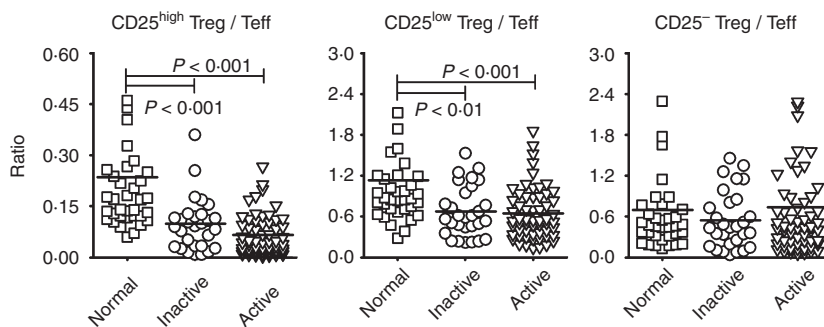 CD25high Treg / Teff
CD25low Treg / Teff
CD25– Treg / Teff
Ratio
0·60
0·45
0·30
0·15
0·00
P < 0·001
P < 0·001
Normal
Inactive
Active
3·0
2·4
1·8
1·2
0·6
0·0
P < 0·001
P < 0·01
Normal
Inactive
Active
3·0
2·4
1·8
1·2
0·6
0·0
Normal
Inactive
Active